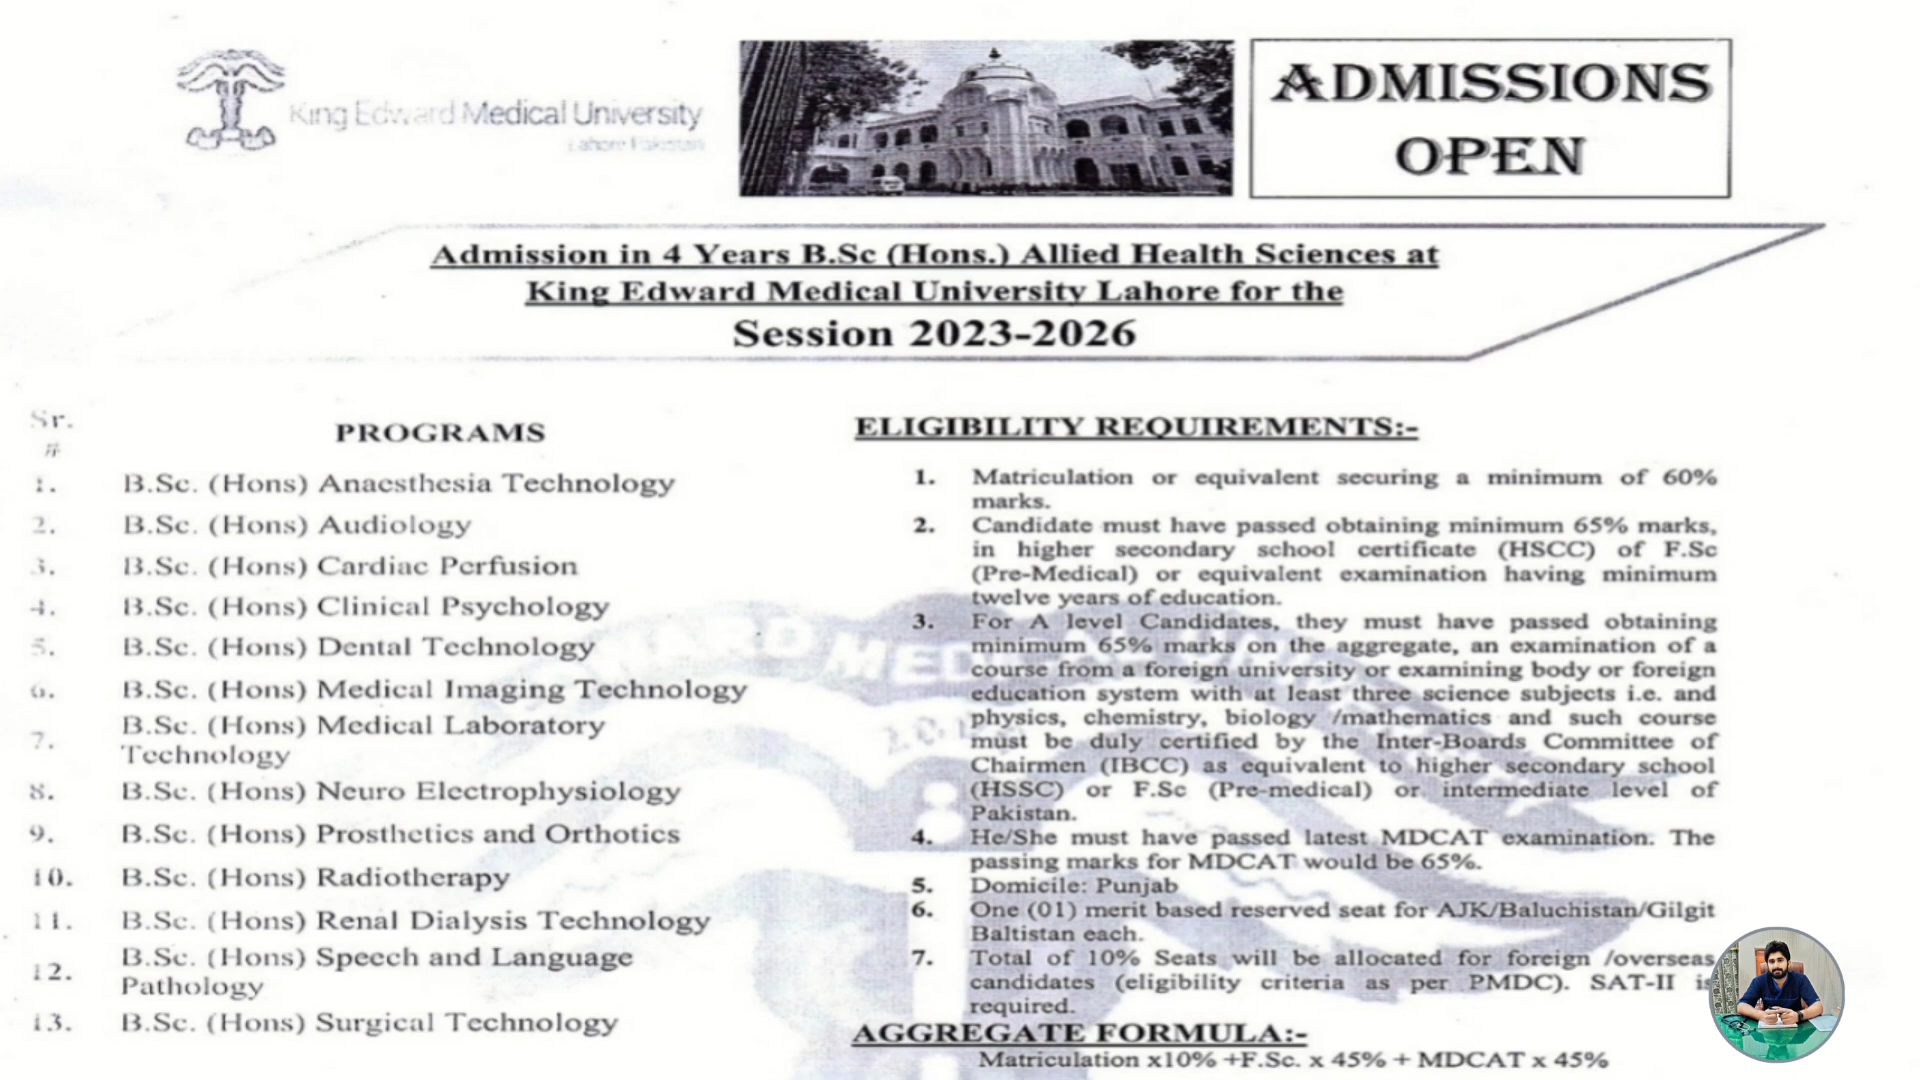 King Edward Medical University
Lahore Pakistan
ADMISSIONS
OPEN
Admission in 4 Years B.Sc (Hons.) Allied Health Sciences at
King Edward Medical University Lahore for the
Session 2023-2026
Sr.
#
PROGRAMS
1. B.Sc. (Hons) Anaesthesia Technology
2. B.Sc. (Hons) Audiology
3. B.Sc. (Hons) Cardiac Perfusion
4. B.Sc. (Hons) Clinical Psychology
5. B.Sc. (Hons) Dental Technology
6. B.Sc. (Hons) Medical Imaging Technology
7. B.Sc. (Hons) Medical Laboratory
Technology
8. B.Sc. (Hons) Neuro Electrophysiology
9. B.Sc. (Hons) Prosthetics and Orthotics
10. B.Sc. (Hons) Radiotherapy
11. B.Sc. (Hons) Renal Dialysis Technology
12. B.Sc. (Hons) Speech and Language
Pathology
13. B.Sc. (Hons) Surgical Technology
ELIGIBILITY REQUIREMENTS:-
1. Matriculation or equivalent securing a minimum of 60%
marks.
2. Candidate must have passed obtaining minimum 65% marks,
in higher secondary school certificate (HSCC) of F.Sc
(Pre-Medical) or equivalent examination having minimum
twelve years of education.
3. For A level Candidates, they must have passed obtaining
minimum 65% marks on the aggregate, an examination of a
course from a foreign university or examining body or foreign
education system with at least three science subjects i.e. and
physics, chemistry, biology /mathematics and such course
must be duly certified by the Inter-Boards Committee of
Chairmen (IBCC) as equivalent to higher secondary school
(HSSC) or F.Sc (Pre-medical) or intermediate level of
Pakistan.
4. He/She must have passed latest MDCAT examination. The
passing marks for MDCAT would be 65%.
5. Domicile: Punjab
6. One (01) merit based reserved seat for AJK/Baluchistan/Gilgit
Baltistan each.
7. Total of 10% Seats will be allocated for foreign /overseas
candidates (eligibility criteria as per PMDC). SAT-II is
required.
AGGREGATE FORMULA:-
Matriculation x10% +F.Sc. x 45% + MDCAT x 45%